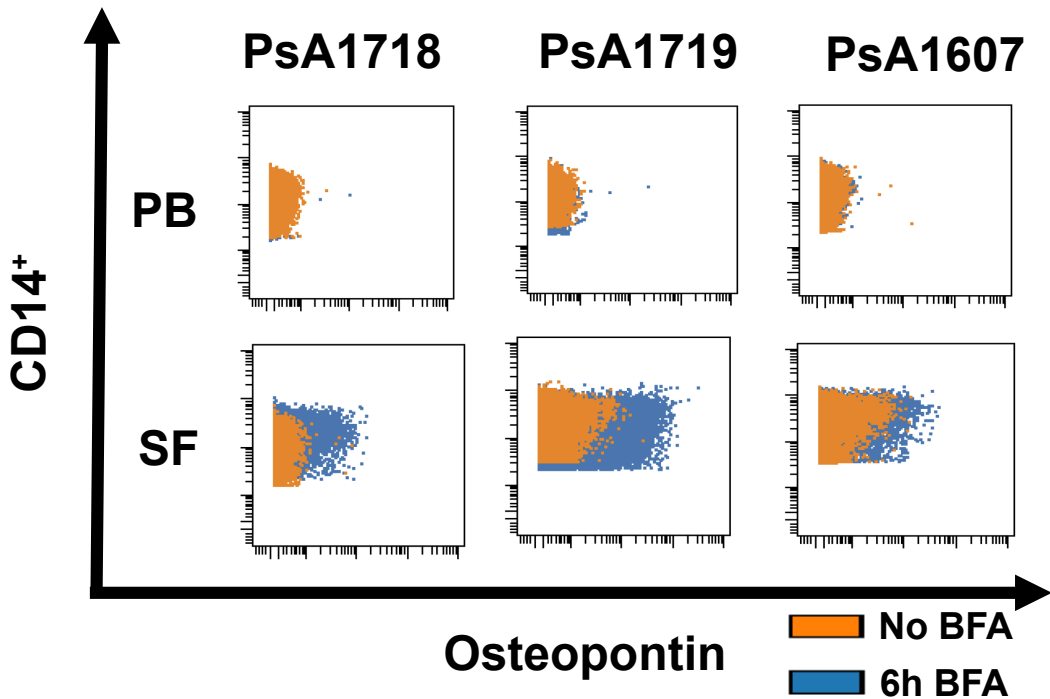 PsA1718 PsA1719 PsA1607
PB
CD14⁺
SF
Osteopontin
No BFA
6h BFA